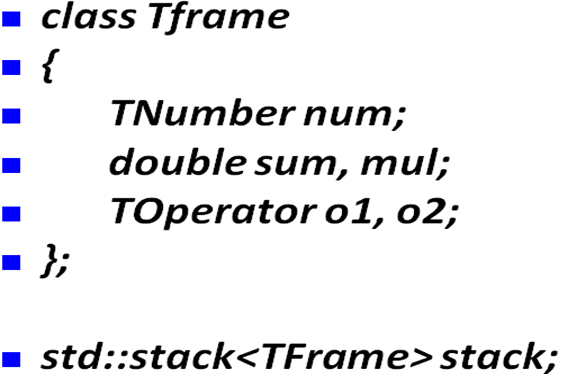 class Tframe
{
TNumber num;
double sum, mul;
TOperator o1, o2;
};
std::stack<TFrame> stack;